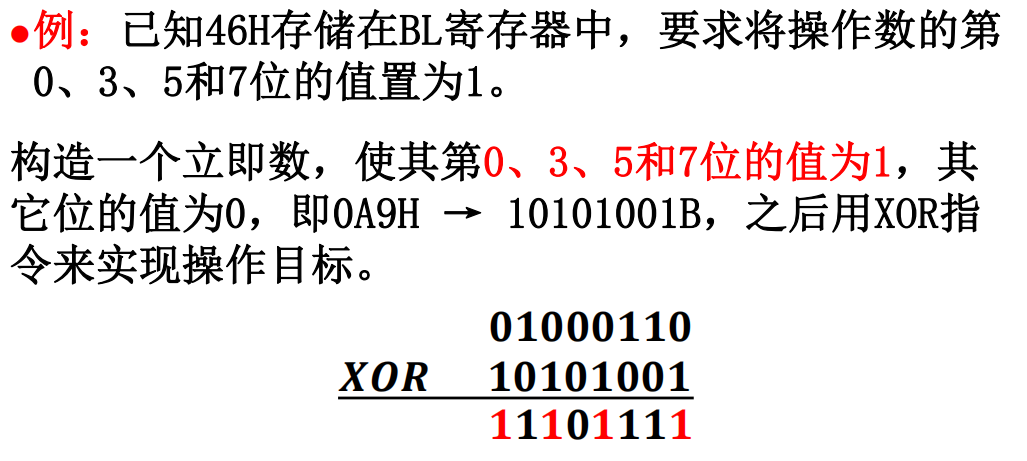 ●例：已知46H存储在BL寄存器中，要求将操作数的第
0、3、5和7位的值置为1。
构造一个立即数，使其第0、3、5和7位的值为1，其
它位的值为0，即0A9H → 10101001B，之后用XOR指
令来实现操作目标。
01000110
XOR 10101001
11101111